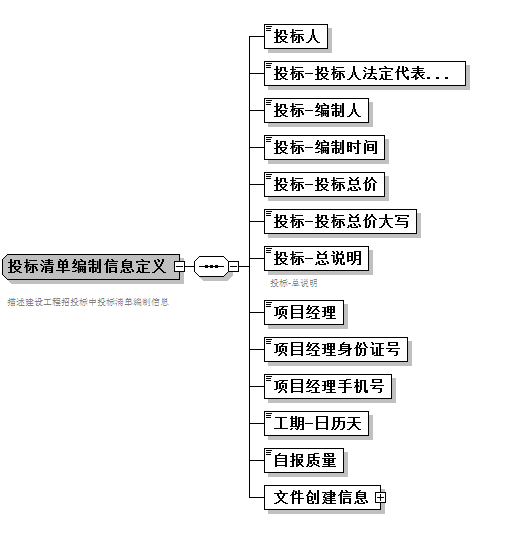 投标人
投标-投标人法定代表...
投标-编制人
投标-编制时间
投标-投标总价
投标-投标总价大写
投标清单编制信息定义
投标-总说明
投标-总说明
描述建设工程招投标中投标清单编制信息
项目经理
项目经理身份证号
项目经理手机号
工期-日历天
自报质量
文件创建信息